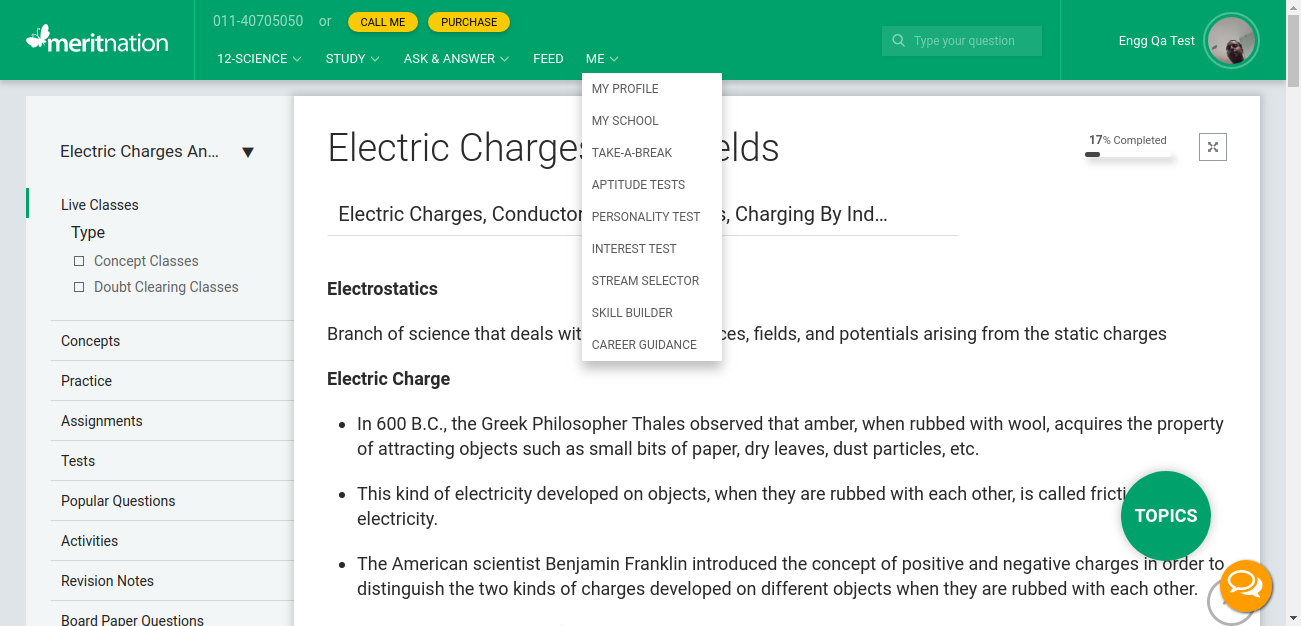 011-40705050 or CALL ME PURCHASE
meritnation
Type your question
Engg Qa Test
12-SCIENCE STUDY ASK & ANSWER FEED ME
MY PROFILE
MY SCHOOL
TAKE-A-BREAK
APTITUDE TESTS
PERSONALITY TEST
INTEREST TEST
STREAM SELECTOR
SKILL BUILDER
CAREER GUIDANCE
Electric Charges An...
Live Classes
Type
Concept Classes
Doubt Clearing Classes
Concepts
Practice
Assignments
Tests
Popular Questions
Activities
Revision Notes
Board Paper Questions
Electric Charges elds
17% Completed
Electric Charges, Conductor s, Charging By Ind...
Electrostatics
Branch of science that deals wit ces, fields, and potentials arising from the static charges
Electric Charge
• In 600 B.C., the Greek Philosopher Thales observed that amber, when rubbed with wool, acquires the property
of attracting objects such as small bits of paper, dry leaves, dust particles, etc.
• This kind of electricity developed on objects, when they are rubbed with each other, is called fricti
electricity.
TOPICS
• The American scientist Benjamin Franklin introduced the concept of positive and negative charges in order to
distinguish the two kinds of charges developed on different objects when they are rubbed with each other.